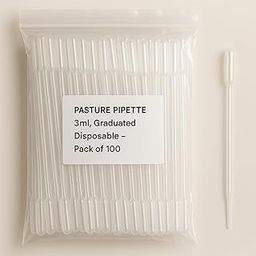 PASTURE PIPETTE
3ml, Graduated
Disposable –
Pack of 100